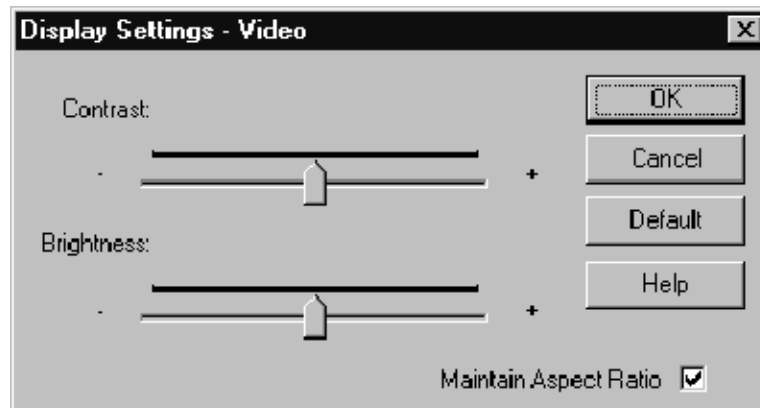 Display Settings - Video
Contrast:
- +
Brightness:
- +
OK
Cancel
Default
Help
Maintain Aspect Ratio